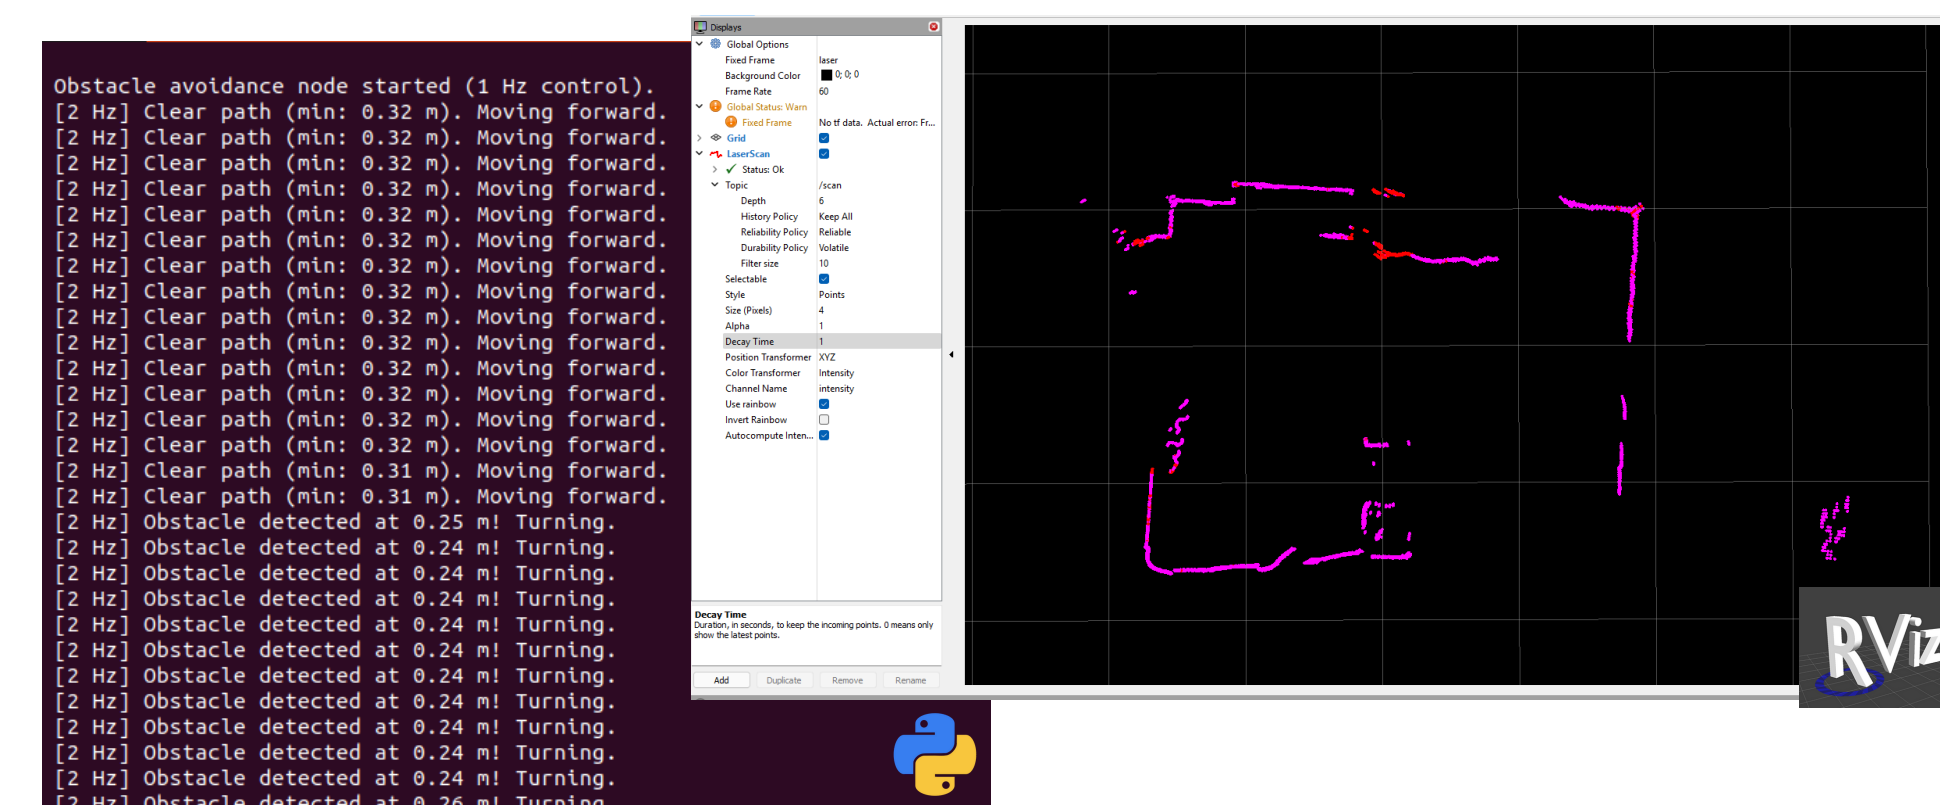 Obstacle avoidance node started (1 Hz control).
[2 Hz] Clear path (min: 0.32 m). Moving forward.
[2 Hz] Clear path (min: 0.32 m). Moving forward.
[2 Hz] Clear path (min: 0.32 m). Moving forward.
[2 Hz] Clear path (min: 0.32 m). Moving forward.
[2 Hz] Clear path (min: 0.32 m). Moving forward.
[2 Hz] Clear path (min: 0.32 m). Moving forward.
[2 Hz] Clear path (min: 0.32 m). Moving forward.
[2 Hz] Clear path (min: 0.32 m). Moving forward.
[2 Hz] Clear path (min: 0.32 m). Moving forward.
[2 Hz] Clear path (min: 0.32 m). Moving forward.
[2 Hz] Clear path (min: 0.32 m). Moving forward.
[2 Hz] Clear path (min: 0.32 m). Moving forward.
[2 Hz] Clear path (min: 0.32 m). Moving forward.
[2 Hz] Clear path (min: 0.32 m). Moving forward.
[2 Hz] Clear path (min: 0.31 m). Moving forward.
[2 Hz] Clear path (min: 0.31 m). Moving forward.
[2 Hz] Obstacle detected at 0.25 m! Turning.
[2 Hz] Obstacle detected at 0.24 m! Turning.
[2 Hz] Obstacle detected at 0.24 m! Turning.
[2 Hz] Obstacle detected at 0.24 m! Turning.
[2 Hz] Obstacle detected at 0.24 m! Turning.
[2 Hz] Obstacle detected at 0.24 m! Turning.
[2 Hz] Obstacle detected at 0.24 m! Turning.
[2 Hz] Obstacle detected at 0.24 m! Turning.
[2 Hz] Obstacle detected at 0.24 m! Turning.
[2 Hz] Obstacle detected at 0.24 m! Turning.
[2 Hz] Obstacle detected at 0.24 m! Turning.
[2 Hz] Obstacle detected at 0.26 m! Turning.
Displays
Global Options
Fixed Frame laser
Background Color 0; 0; 0
Frame Rate 60
Global Status: Warn
Fixed Frame No tf data. Actual error: Fr...
Grid
LaserScan
Status: Ok
Topic /scan
Depth 6
History Policy Keep All
Reliability Policy Reliable
Durability Policy Volatile
Filter size 10
Selectable
Style Points
Size (Pixels) 4
Alpha 1
Decay Time 1
Position Transformer XYZ
Color Transformer Intensity
Channel Name intensity
Use rainbow
Invert Rainbow
Autocompute Inten...
Decay Time
Duration, in seconds, to keep the incoming points. 0 means only
show the latest points.
Add Duplicate Remove Rename
RViz